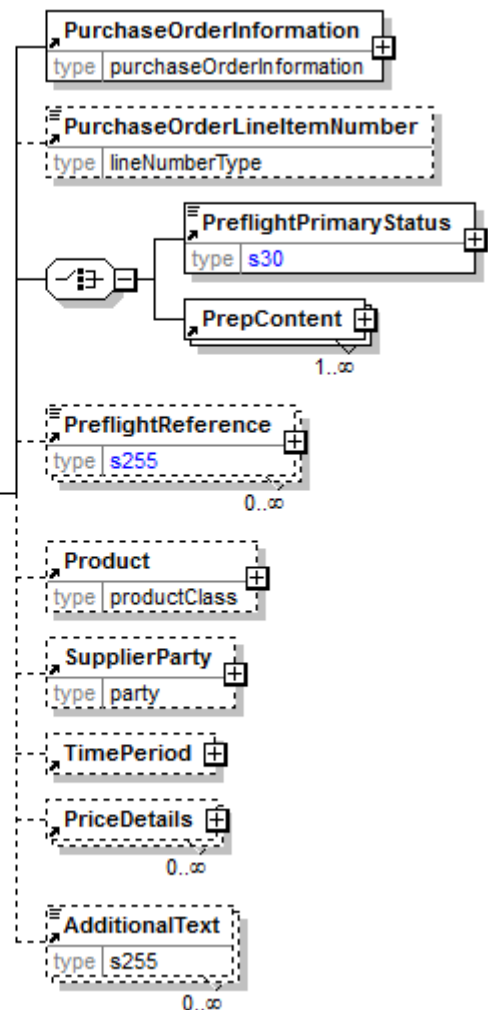 PurchaseOrderInformation
type purchaseOrderInformation
PurchaseOrderLineItemNumber
type lineNumberType
PreflightPrimaryStatus
type s30
PrepContent
1..∞
PreflightReference
type s255
0..∞
Product
type productClass
SupplierParty
type party
TimePeriod
PriceDetails
0..∞
AdditionalText
type s255
0..∞